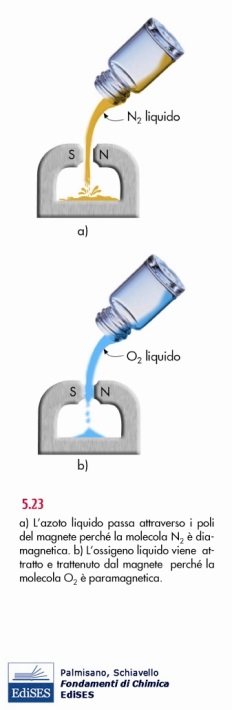 N₂ liquido
S N
a)
O₂ liquido
S N
b)
5.23
a) L'azoto liquido passa attraverso i poli
del magnete perché la molecola N₂ è dia-
magnetica. b) L'ossigeno liquido viene at-
tratto e trattenuto dal magnete perché la
molecola O₂ è paramagnetica.
EdiSES
Palmisano, Schiavello
Fondamenti di Chimica
EdiSES